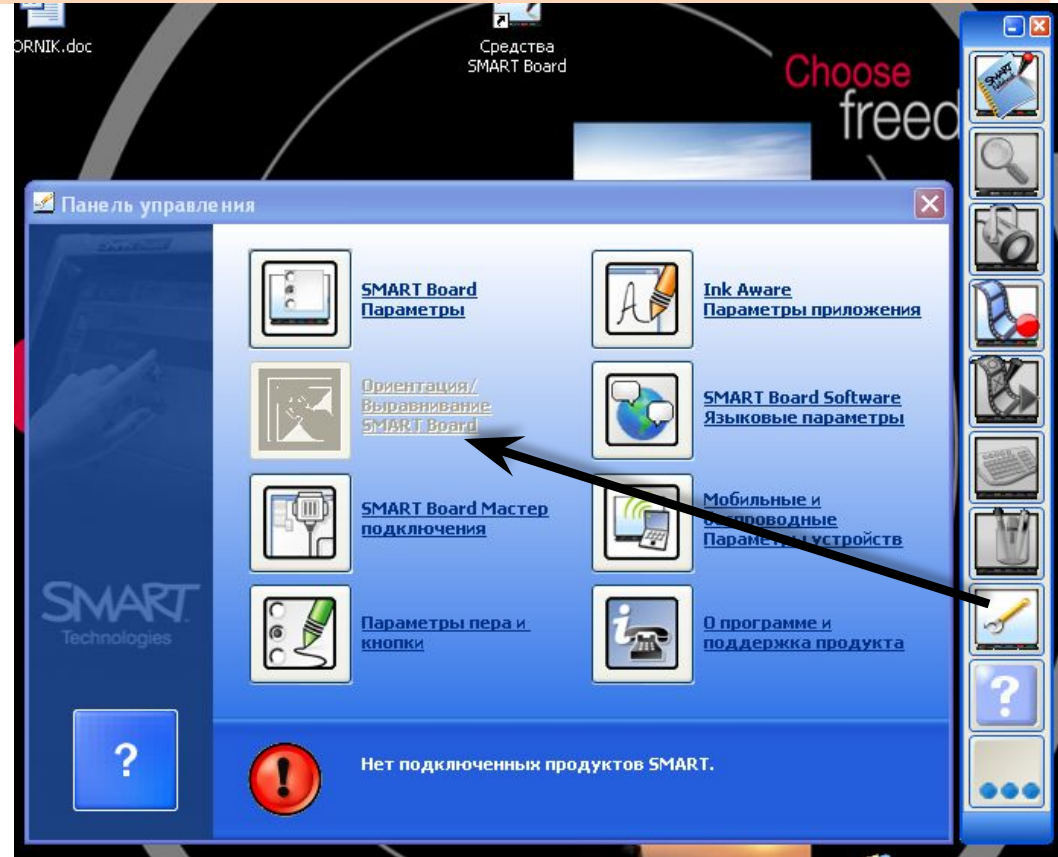 ORNIK.doc
Средства
SMART Board
Choose
freed
SMART
Notebook
Панель управления
SMART Board
Параметры
Ink Aware
Параметры приложения
Ориентация/
Выравнивание
SMART Board
SMART Board Software
Языковые параметры
SMART Board Мастер
подключения
Мобильные и
беспроводные
Параметры устройств
Параметры пера и
кнопки
О программе и
поддержка продукта
SMART
Technologies
?
?
Нет подключенных продуктов SMART.